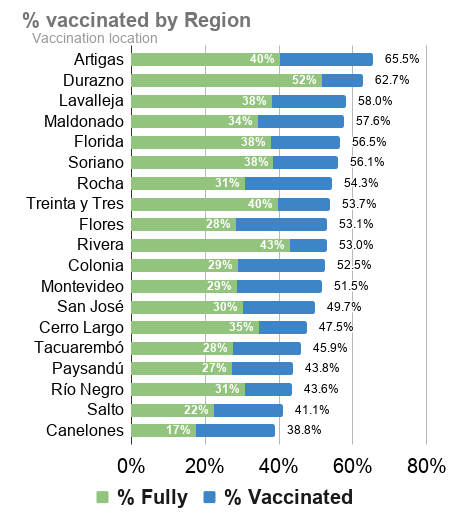 % vaccinated by Region
Vaccination location
Artigas 40% 65.5%
Durazno 52% 62.7%
Lavalleja 38% 58.0%
Maldonado 34% 57.6%
Florida 38% 56.5%
Soriano 38% 56.1%
Rocha 31% 54.3%
Treinta y Tres 40% 53.7%
Flores 28% 53.1%
Rivera 43% 53.0%
Colonia 29% 52.5%
Montevideo 29% 51.5%
San José 30% 49.7%
Cerro Largo 35% 47.5%
Tacuarembó 28% 45.9%
Paysandú 27% 43.8%
Río Negro 31% 43.6%
Salto 22% 41.1%
Canelones 17% 38.8%
0% 20% 40% 60% 80%
% Fully % Vaccinated